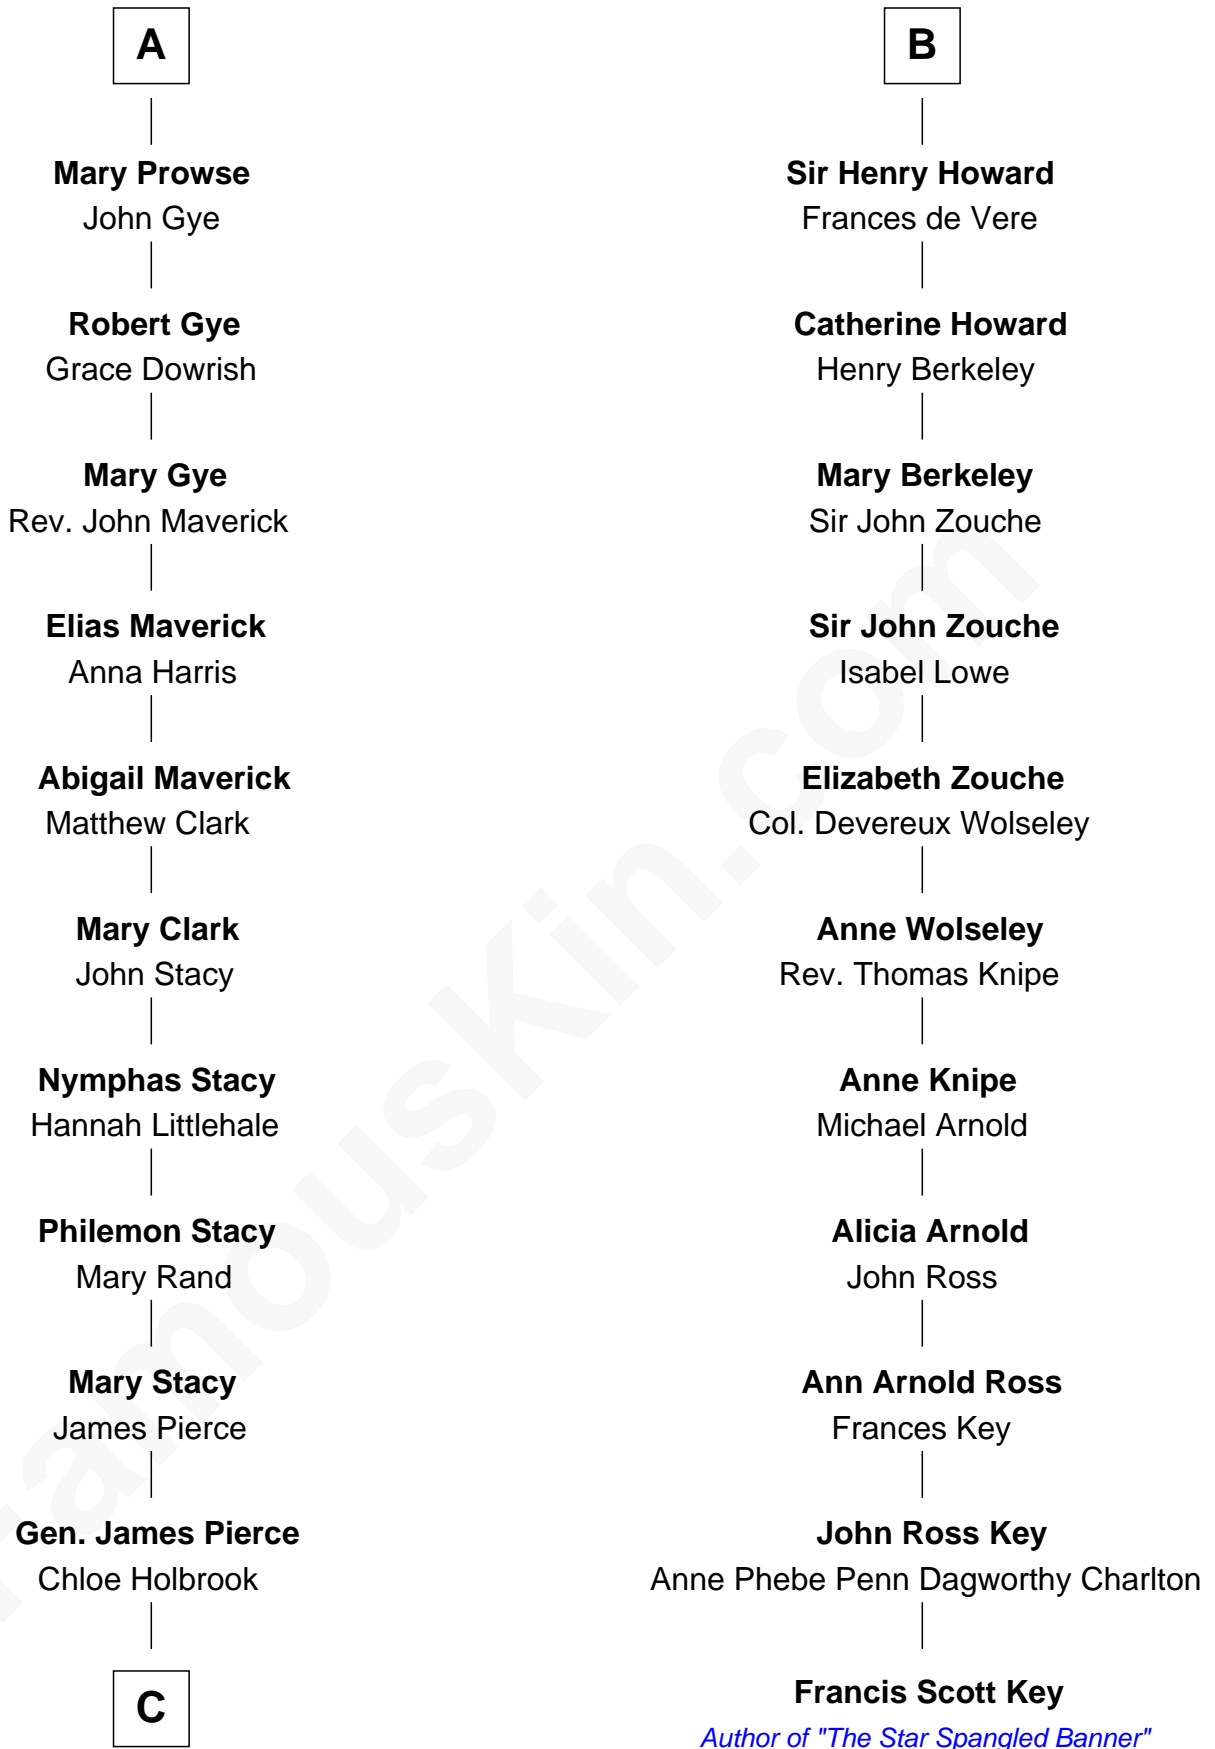 A
Mary Prowse
John Gye
Robert Gye
Grace Dowrish
Mary Gye
Rev. John Maverick
Elias Maverick
Anna Harris
Abigail Maverick
Matthew Clark
Mary Clark
John Stacy
Nymphas Stacy
Hannah Littlehale
Philemon Stacy
Mary Rand
Mary Stacy
James Pierce
Gen. James Pierce
Chloe Holbrook
C
B
Sir Henry Howard
Frances de Vere
Catherine Howard
Henry Berkeley
Mary Berkeley
Sir John Zouche
Sir John Zouche
Isabel Lowe
Elizabeth Zouche
Col. Devereux Wolseley
Anne Wolseley
Rev. Thomas Knipe
Anne Knipe
Michael Arnold
Alicia Arnold
John Ross
Ann Arnold Ross
Frances Key
John Ross Key
Anne Phebe Penn Dagworthy Charlton
Francis Scott Key
Author of "The Star Spangled Banner"
FamousKin.com